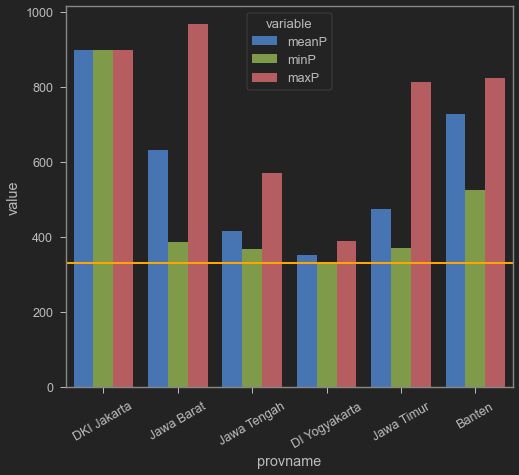 variable
meanP
minP
maxP
value
1000
800
600
400
200
0
DKI Jakarta
Jawa Barat
Jawa Tengah
DI Yogyakarta
Jawa Timur
Banten
provname